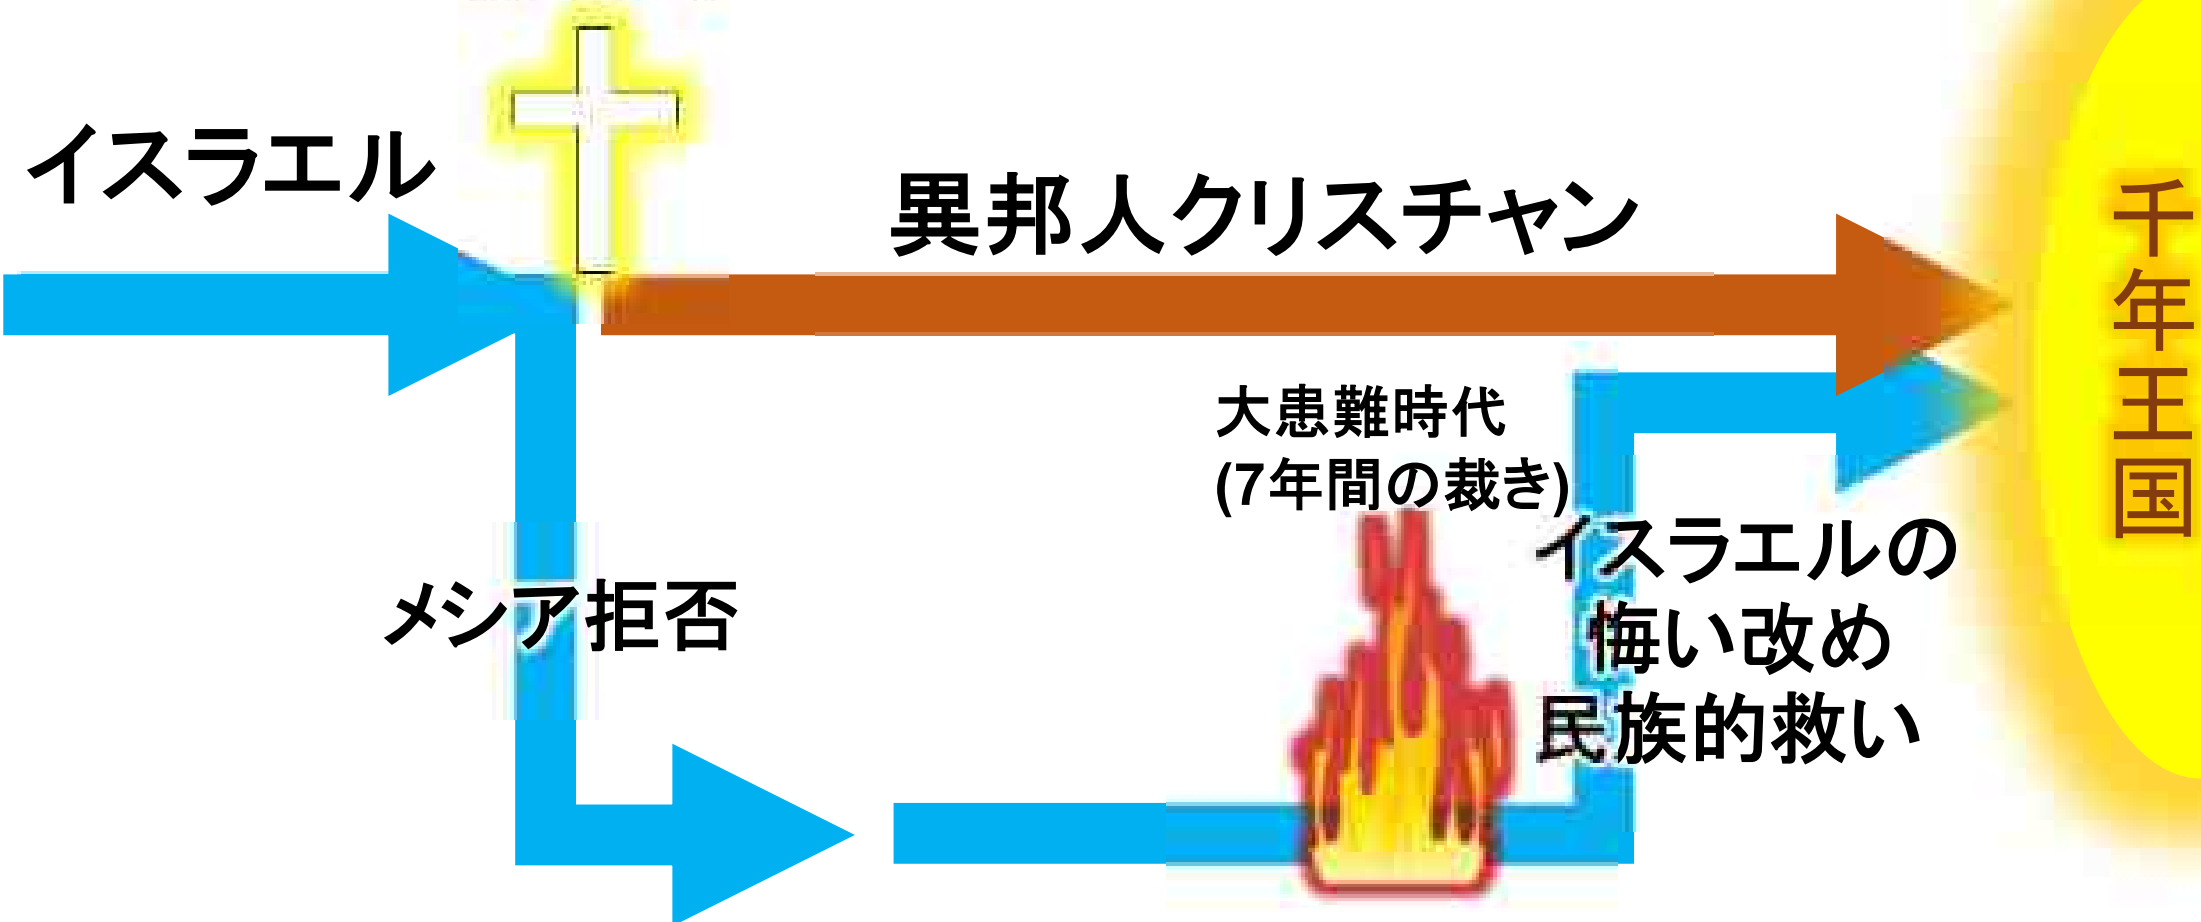 イスラエル
異邦人クリスチャン
千年王国
大患難時代
(7年間の裁き)
イスラエルの
悔い改め
民族的救い
メシア拒否